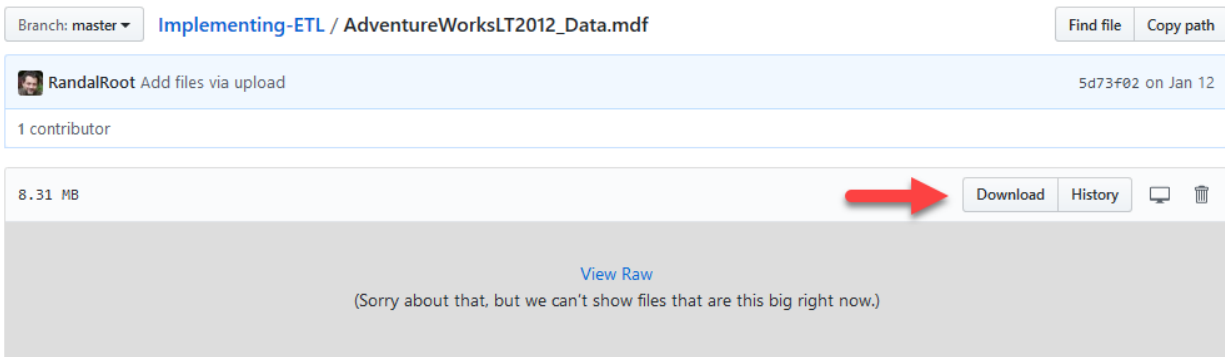 Branch: master Implementing-ETL / AdventureWorksLT2012_Data.mdf Find file Copy path
RandalRoot Add files via upload 5d73f02 on Jan 12
1 contributor
8.31 MB Download History
View Raw
(Sorry about that, but we can't show files that are this big right now.)